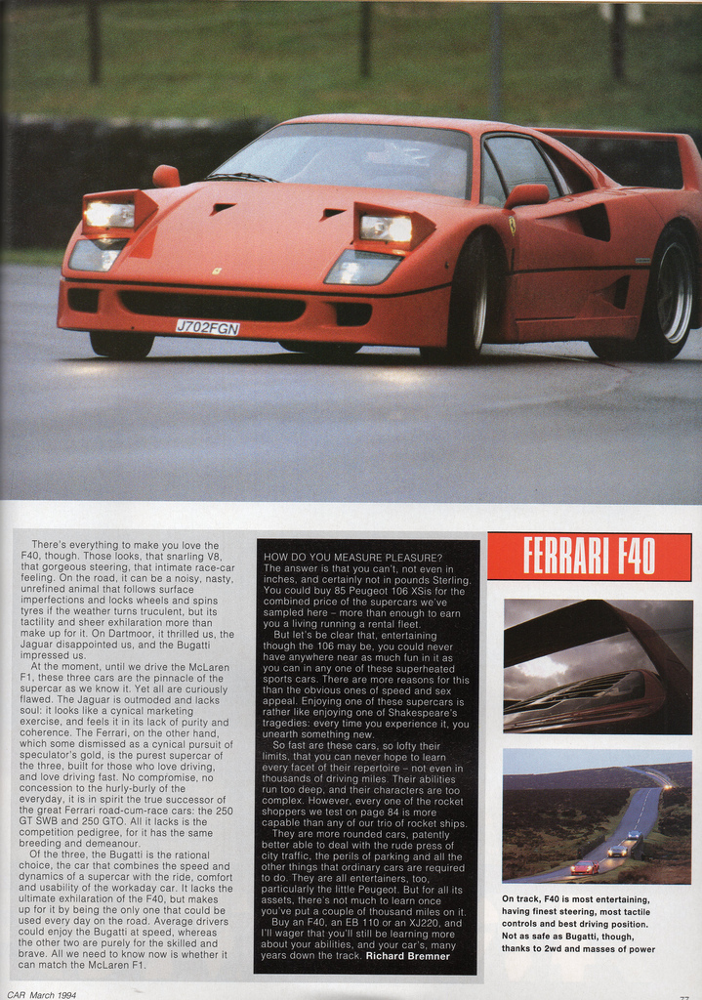 J702FGN
There's everything to make you love the
F40, though. Those looks, that snarling V8,
that gorgeous steering, that intimate race-car
feeling. On the road, it can be a noisy, nasty,
unrefined animal that follows surface
imperfections and locks wheels and spins
tyres if the weather turns truculent, but its
tactility and sheer exhilaration more than
make up for it. On Dartmoor, it thrilled us, the
Jaguar disappointed us, and the Bugatti
impressed us.
At the moment, until we drive the McLaren
F1, these three cars are the pinnacle of the
supercar as we know it. Yet all are curiously
flawed. The Jaguar is outmoded and lacks
soul: it looks like a cynical marketing
exercise, and feels it in its lack of purity and
coherence. The Ferrari, on the other hand,
which some dismissed as a cynical pursuit of
speculator's gold, is the purest supercar of
the three, built for those who love driving,
and love driving fast. No compromise, no
concession to the hurly-burly of the
everyday, it is in spirit the true successor of
the great Ferrari road-cum-race cars: the 250
GT SWB and 250 GTO. All it lacks is the
competition pedigree, for it has the same
breeding and demeanour.
Of the three, the Bugatti is the rational
choice, the car that combines the speed and
dynamics of a supercar with the ride, comfort
and usability of the workaday car. It lacks the
ultimate exhilaration of the F40, but makes
up for it by being the only one that could be
used every day on the road. Average drivers
could enjoy the Bugatti at speed, whereas
the other two are purely for the skilled and
brave. All we need to know now is whether it
can match the McLaren F1.
HOW DO YOU MEASURE PLEASURE?
The answer is that you can't, not even in
inches, and certainly not in pounds Sterling.
You could buy 85 Peugeot 106 XSis for the
combined price of the supercars we've
sampled here – more than enough to earn
you a living running a rental fleet.
But let's be clear that, entertaining
though the 106 may be, you could never
have anywhere near as much fun in it as
you can in any one of these superheated
sports cars. There are more reasons for this
than the obvious ones of speed and sex
appeal. Enjoying one of these supercars is
rather like enjoying one of Shakespeare's
tragedies: every time you experience it, you
unearth something new.
So fast are these cars, so lofty their
limits, that you can never hope to learn
every facet of their repertoire – not even in
thousands of driving miles. Their abilities
run too deep, and their characters are too
complex. However, every one of the rocket
shoppers we test on page 84 is more
capable than any of our trio of rocket ships.
They are more rounded cars, patently
better able to deal with the rude press of
city traffic, the perils of parking and all the
other things that ordinary cars are required
to do. They are all entertainers, too,
particularly the little Peugeot. But for all its
assets, there's not much to learn once
you've put a couple of thousand miles on it.
Buy an F40, an EB 110 or an XJ220, and
I'll wager that you'll still be learning more
about your abilities, and your car's, many
years down the track. Richard Bremner
FERRARI F40
On track, F40 is most entertaining,
having finest steering, most tactile
controls and best driving position.
Not as safe as Bugatti, though,
thanks to 2wd and masses of power
CAR March 1994
77